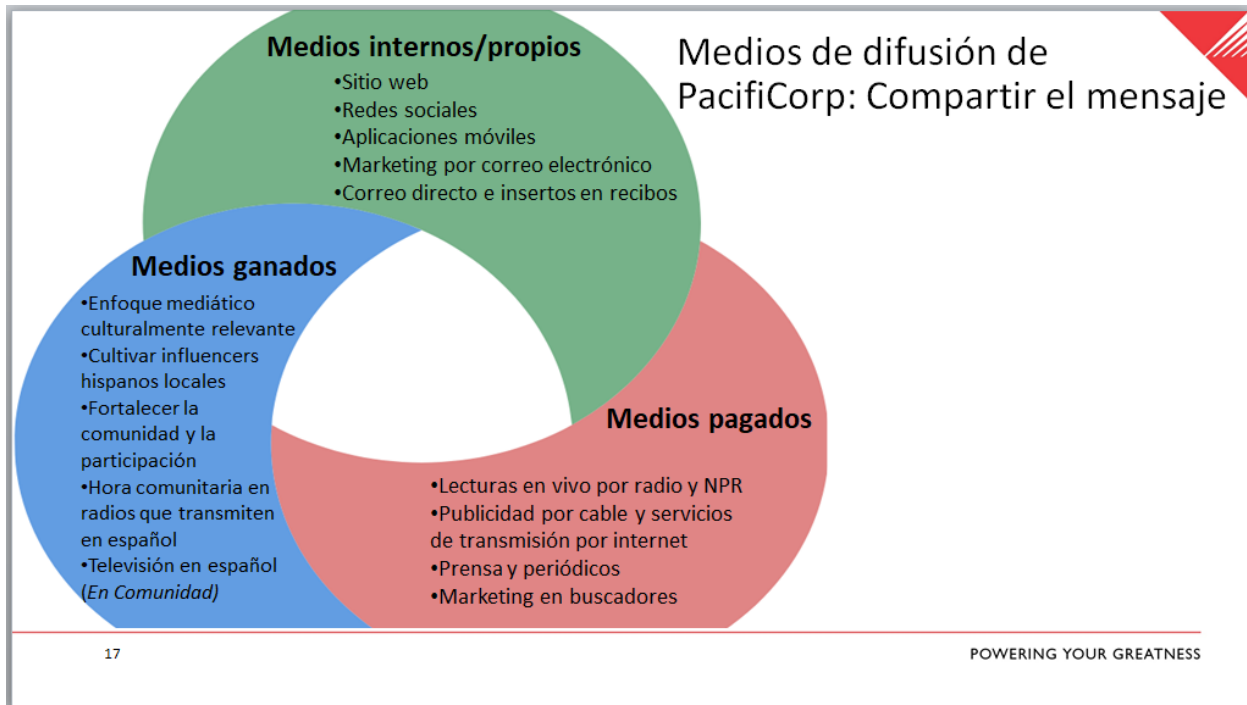 Medios de difusión de
PacifiCorp: Compartir el mensaje
Medios internos/propios
•Sitio web
•Redes sociales
•Aplicaciones móviles
•Marketing por correo electrónico
•Correo directo e insertos en recibos
Medios ganados
•Enfoque mediático
culturalmente relevante
•Cultivar influencers
hispanos locales
•Fortalecer la
comunidad y la
participación
•Hora comunitaria en
radios que transmiten
en español
•Televisión en español
(En Comunidad)
Medios pagados
•Lecturas en vivo por radio y NPR
•Publicidad por cable y servicios
de transmisión por internet
•Prensa y periódicos
•Marketing en buscadores
17
POWERING YOUR GREATNESS